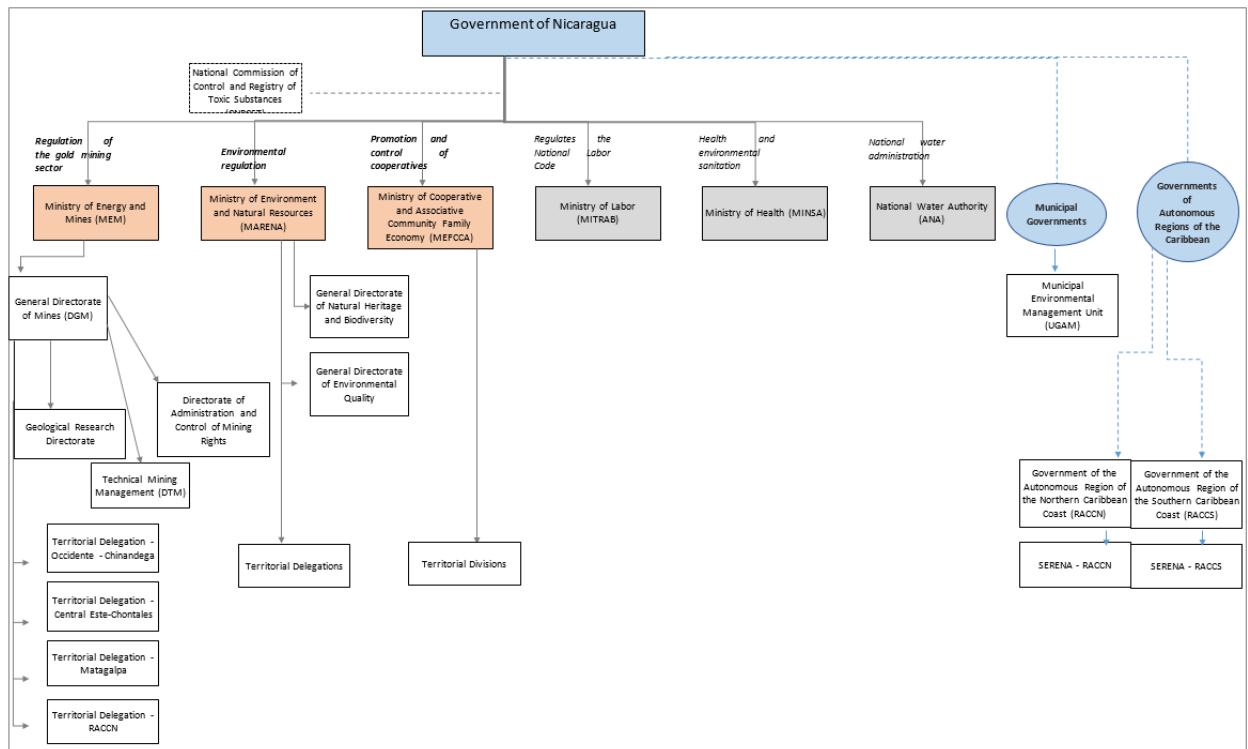 Government of Nicaragua
National Commission of
Control and Registry of
Toxic Substances
Regulation of
the gold mining
sector
Environmental
regulation
Promotion and
control of
cooperatives
Regulates the
National Labor
Code
Health and
environmental
sanitation
National water
administration
Ministry of Energy and
Mines (MEM)
Ministry of Environment
and Natural Resources
(MARENA)
Ministry of Cooperative
and Associative
Community Family
Economy (MEFCCA)
Ministry of Labor
(MITRAB)
Ministry of Health (MINSA)
National Water Authority
(ANA)
Municipal
Governments
Governments
of
Autonomous
Regions of the
Caribbean
General Directorate
of Mines (DGM)
General Directorate
of Natural Heritage
and Biodiversity
Municipal
Environmental
Management Unit
(UGAM)
General Directorate
of Environmental
Quality
Directorate of
Administration and
Control of Mining
Rights
Geological Research
Directorate
Technical Mining
Management (DTM)
Government of the
Autonomous Region of
the Northern Caribbean
Coast (RACCN)
Government of the
Autonomous Region of
the Southern Caribbean
Coast (RACCS)
Territorial Delegation -
Occidente - Chinandega
Territorial Delegations
Territorial Divisions
SERENA - RACCN
SERENA - RACCS
Territorial Delegation -
Central Este-Chontales
Territorial Delegation -
Matagalpa
Territorial Delegation -
RACCN